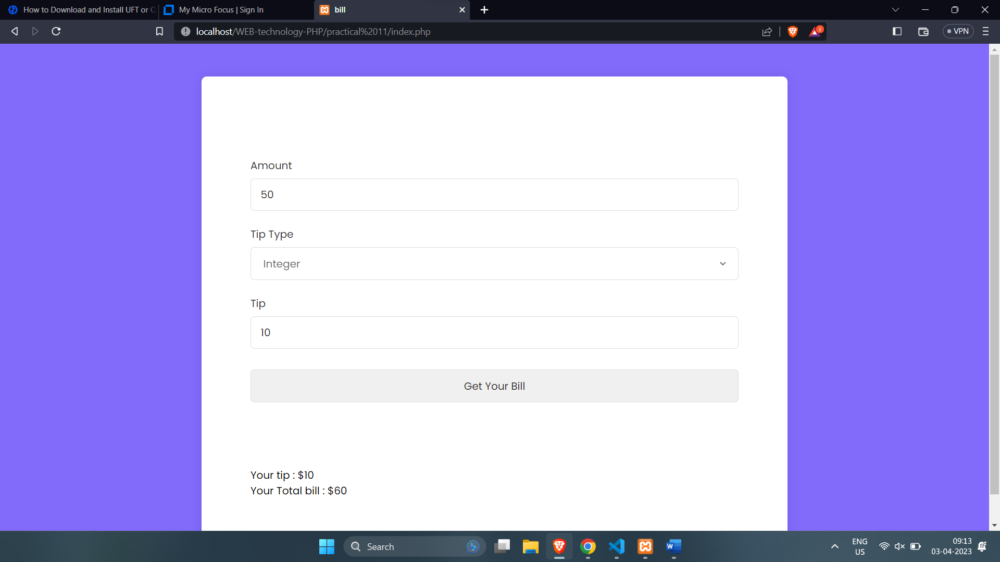 How to Download and Install UFT or
My Micro Focus | Sign In
bill
localhost/WEB-technology-PHP/practical%2011/index.php
2
VPN
Amount
50
Tip Type
Integer
Tip
10
Get Your Bill
Your tip : $10
Your Total bill : $60
Search
ENG
US
09:13
03-04-2023